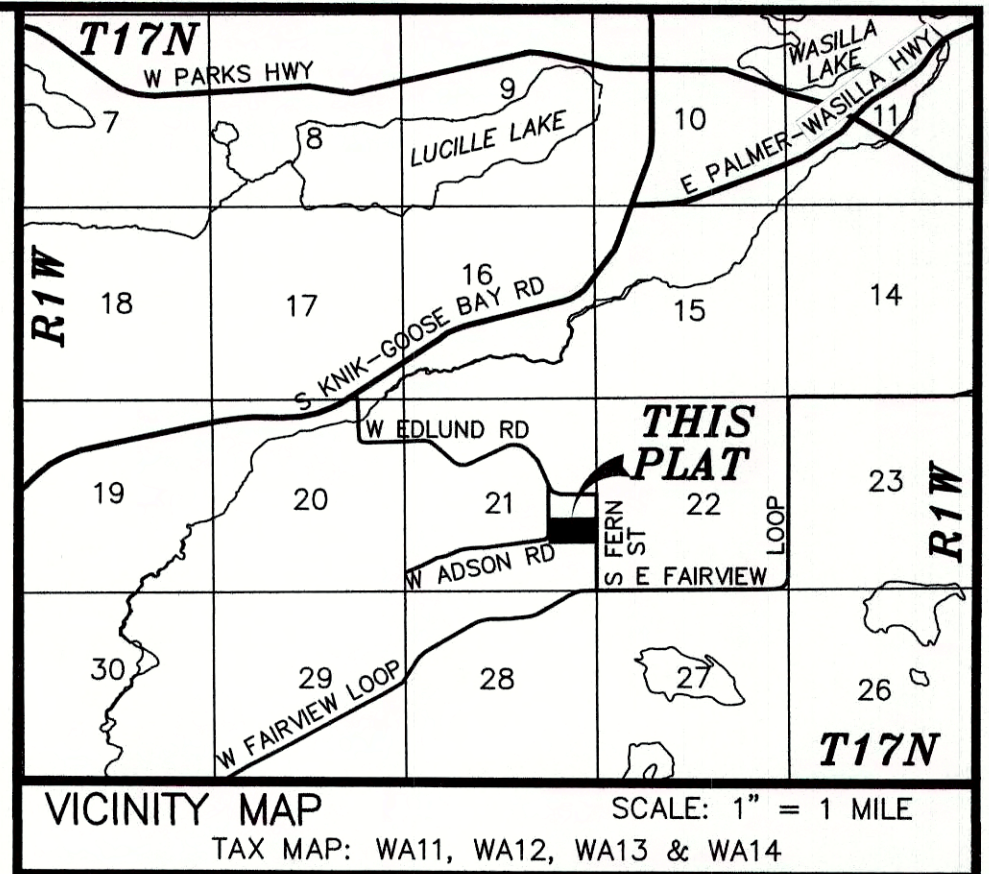 T17N
W PARKS HWY
WASILLA
LAKE
E PALMER-WASILLA HWY
7
8
9
10
11
LUCILLE LAKE
R1W
18
17
16
15
14
S KNIK-GOOSE BAY RD
W EDLUND RD
THIS
PLAT
19
20
21
22
23
S FERN
ST
LOOP
R1W
W ADSON RD
E FAIRVIEW
30
29
28
27
26
W FAIRVIEW LOOP
T17N
VICINITY MAP
SCALE: 1" = 1 MILE
TAX MAP: WA11, WA12, WA13 & WA14